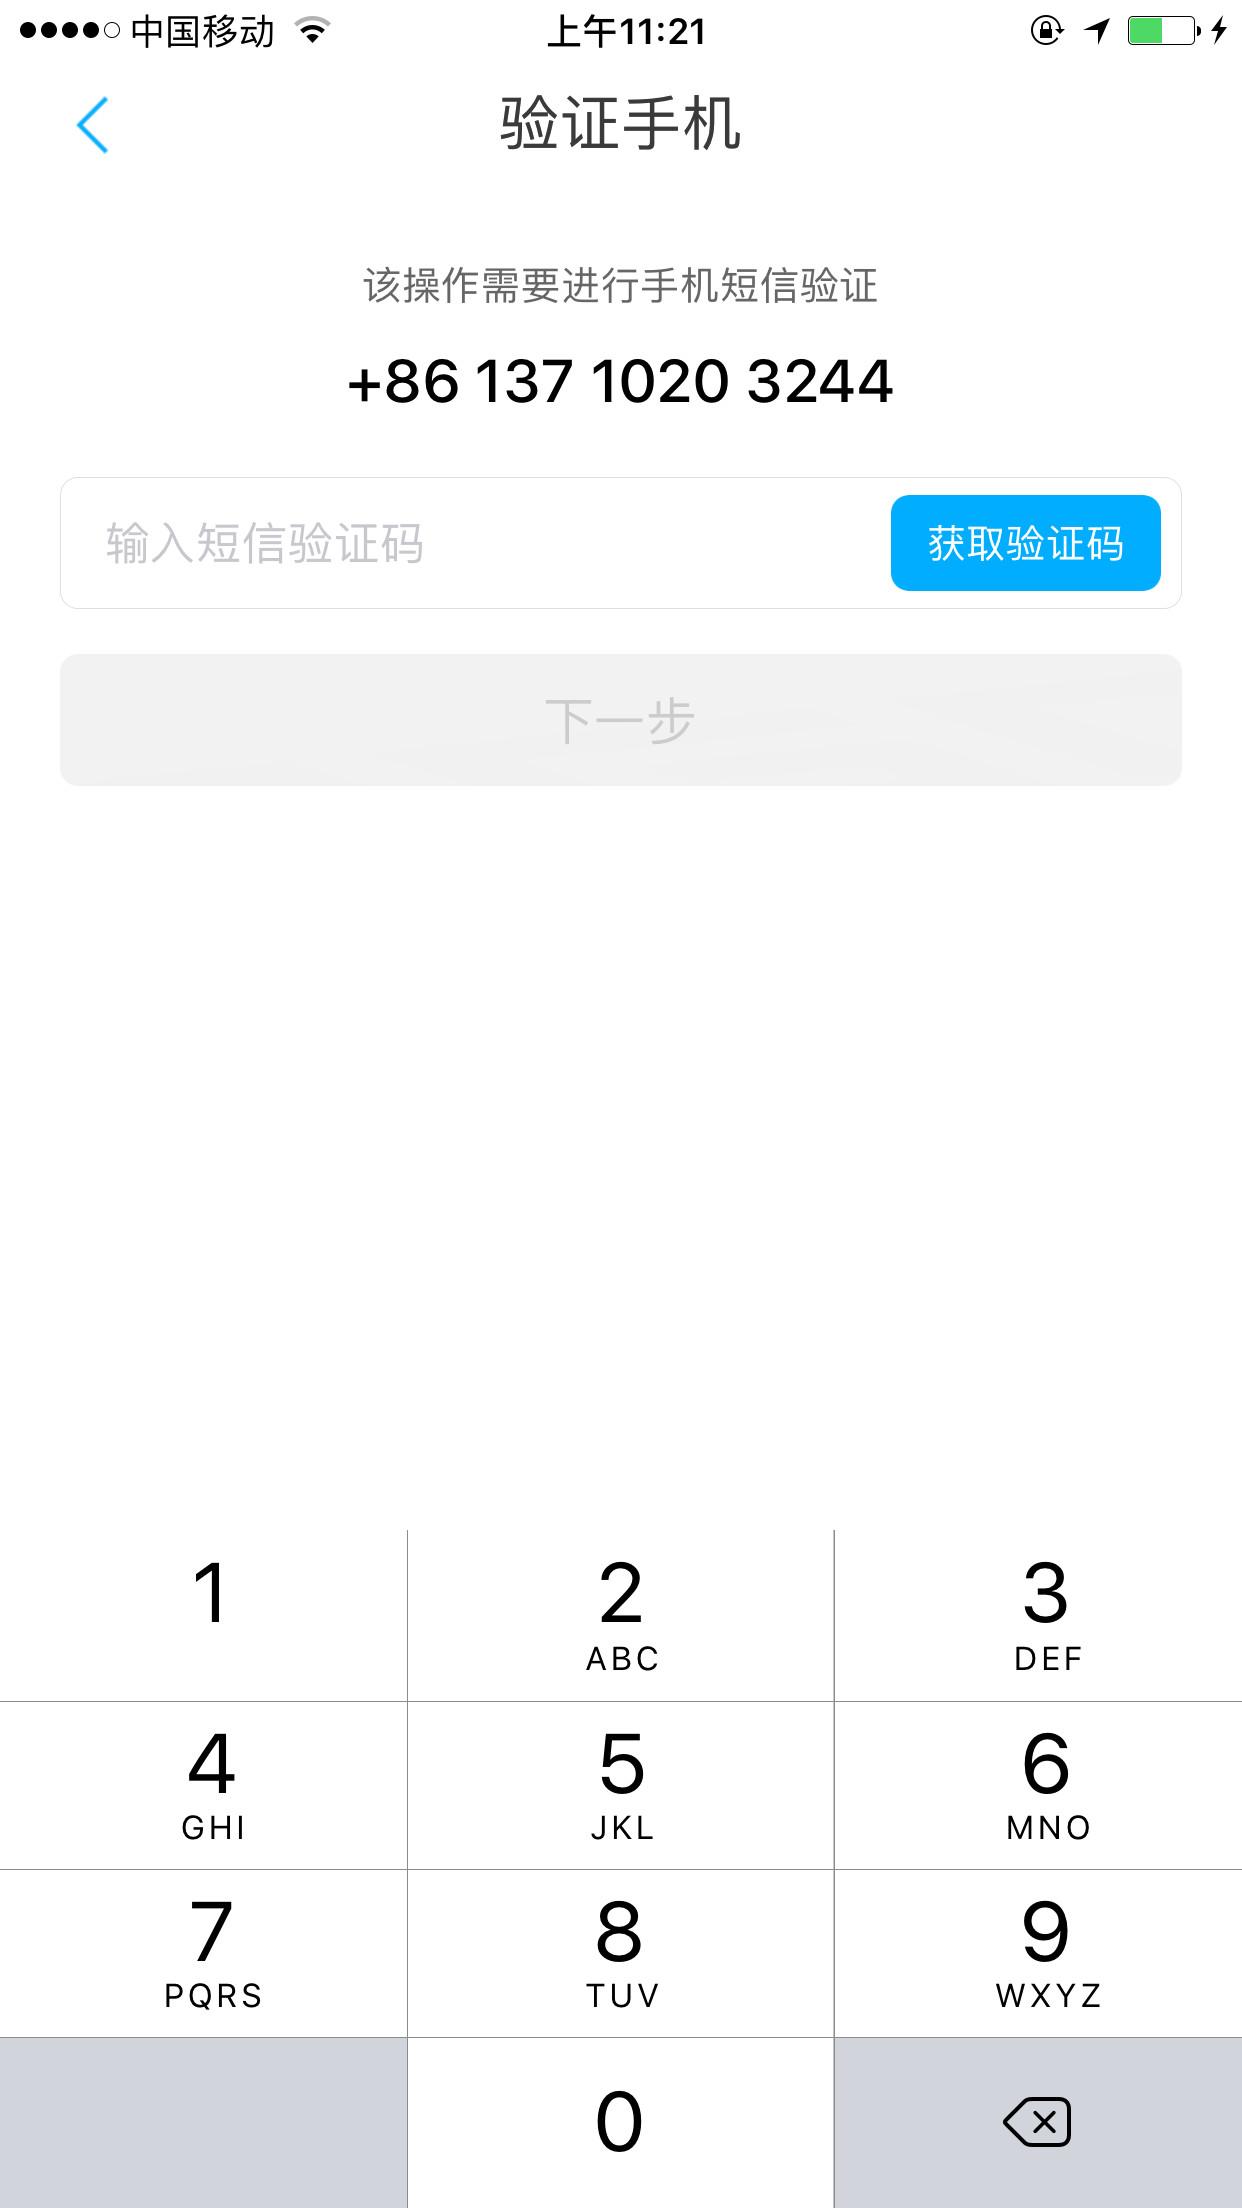 中国移动 上午11:21
验证手机
该操作需要进行手机短信验证
+86 137 1020 3244
输入短信验证码 获取验证码
下一步
1 2 3
ABC DEF
4 5 6
GHI JKL MNO
7 8 9
PQRS TUV WXYZ
0